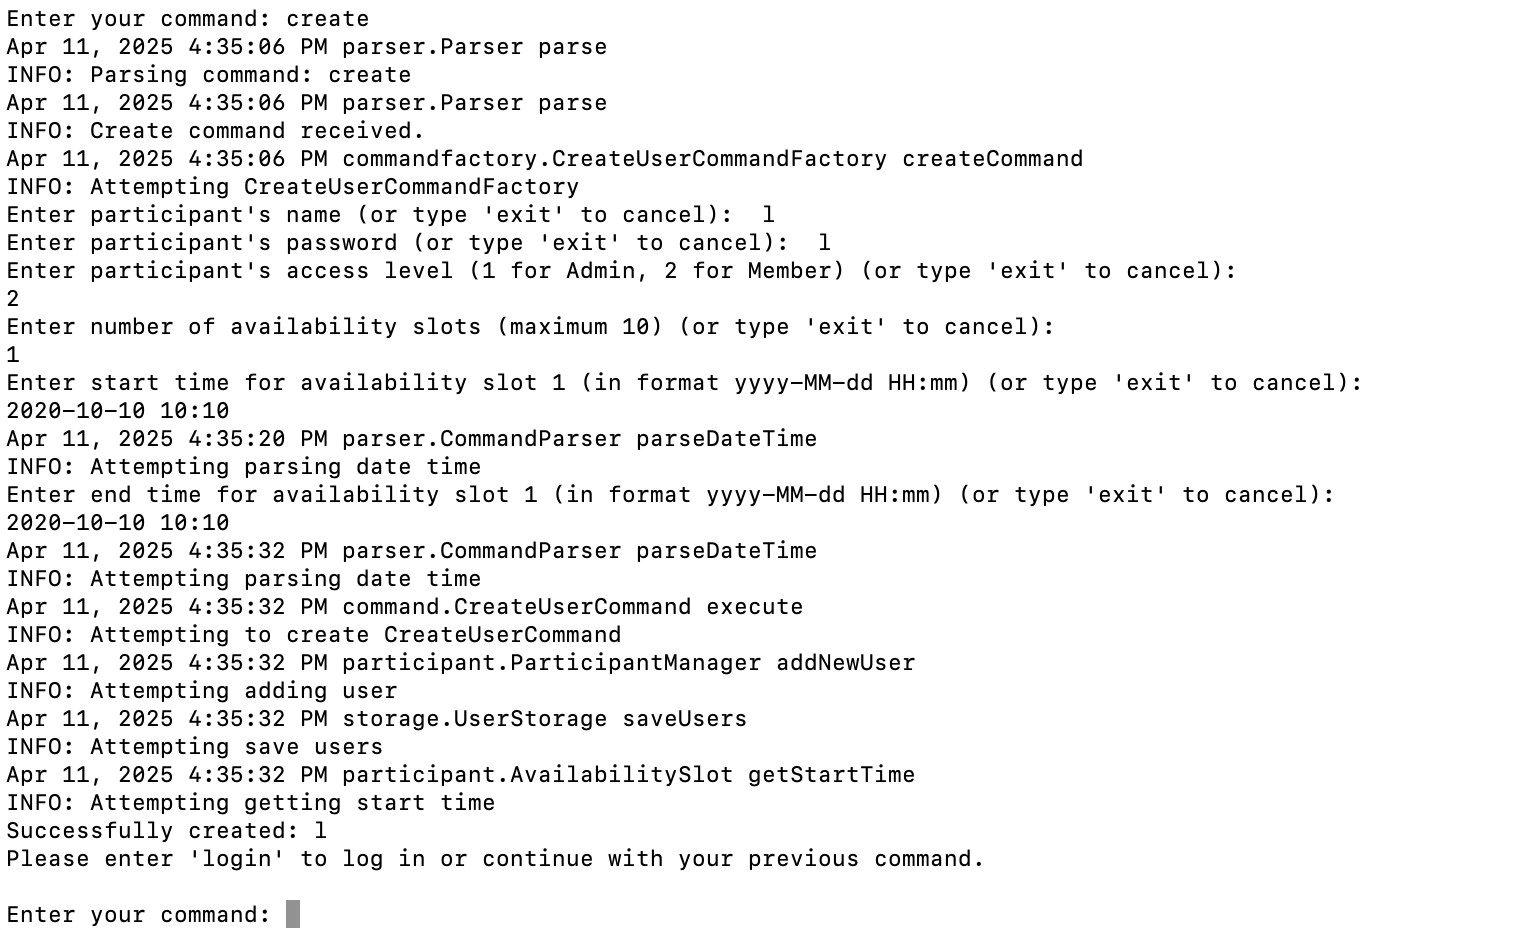 Enter your command: create
Apr 11, 2025 4:35:06 PM parser.Parser parse
INFO: Parsing command: create
Apr 11, 2025 4:35:06 PM parser.Parser parse
INFO: Create command received.
Apr 11, 2025 4:35:06 PM commandfactory.CreateUserCommandFactory createCommand
INFO: Attempting CreateUserCommandFactory
Enter participant's name (or type 'exit' to cancel):  l
Enter participant's password (or type 'exit' to cancel):  l
Enter participant's access level (1 for Admin, 2 for Member) (or type 'exit' to cancel):
2
Enter number of availability slots (maximum 10) (or type 'exit' to cancel):
1
Enter start time for availability slot 1 (in format yyyy-MM-dd HH:mm) (or type 'exit' to cancel):
2020-10-10 10:10
Apr 11, 2025 4:35:20 PM parser.CommandParser parseDateTime
INFO: Attempting parsing date time
Enter end time for availability slot 1 (in format yyyy-MM-dd HH:mm) (or type 'exit' to cancel):
2020-10-10 10:10
Apr 11, 2025 4:35:32 PM parser.CommandParser parseDateTime
INFO: Attempting parsing date time
Apr 11, 2025 4:35:32 PM command.CreateUserCommand execute
INFO: Attempting to create CreateUserCommand
Apr 11, 2025 4:35:32 PM participant.ParticipantManager addNewUser
INFO: Attempting adding user
Apr 11, 2025 4:35:32 PM storage.UserStorage saveUsers
INFO: Attempting save users
Apr 11, 2025 4:35:32 PM participant.AvailabilitySlot getStartTime
INFO: Attempting getting start time
Successfully created: l
Please enter 'login' to log in or continue with your previous command.
Enter your command: